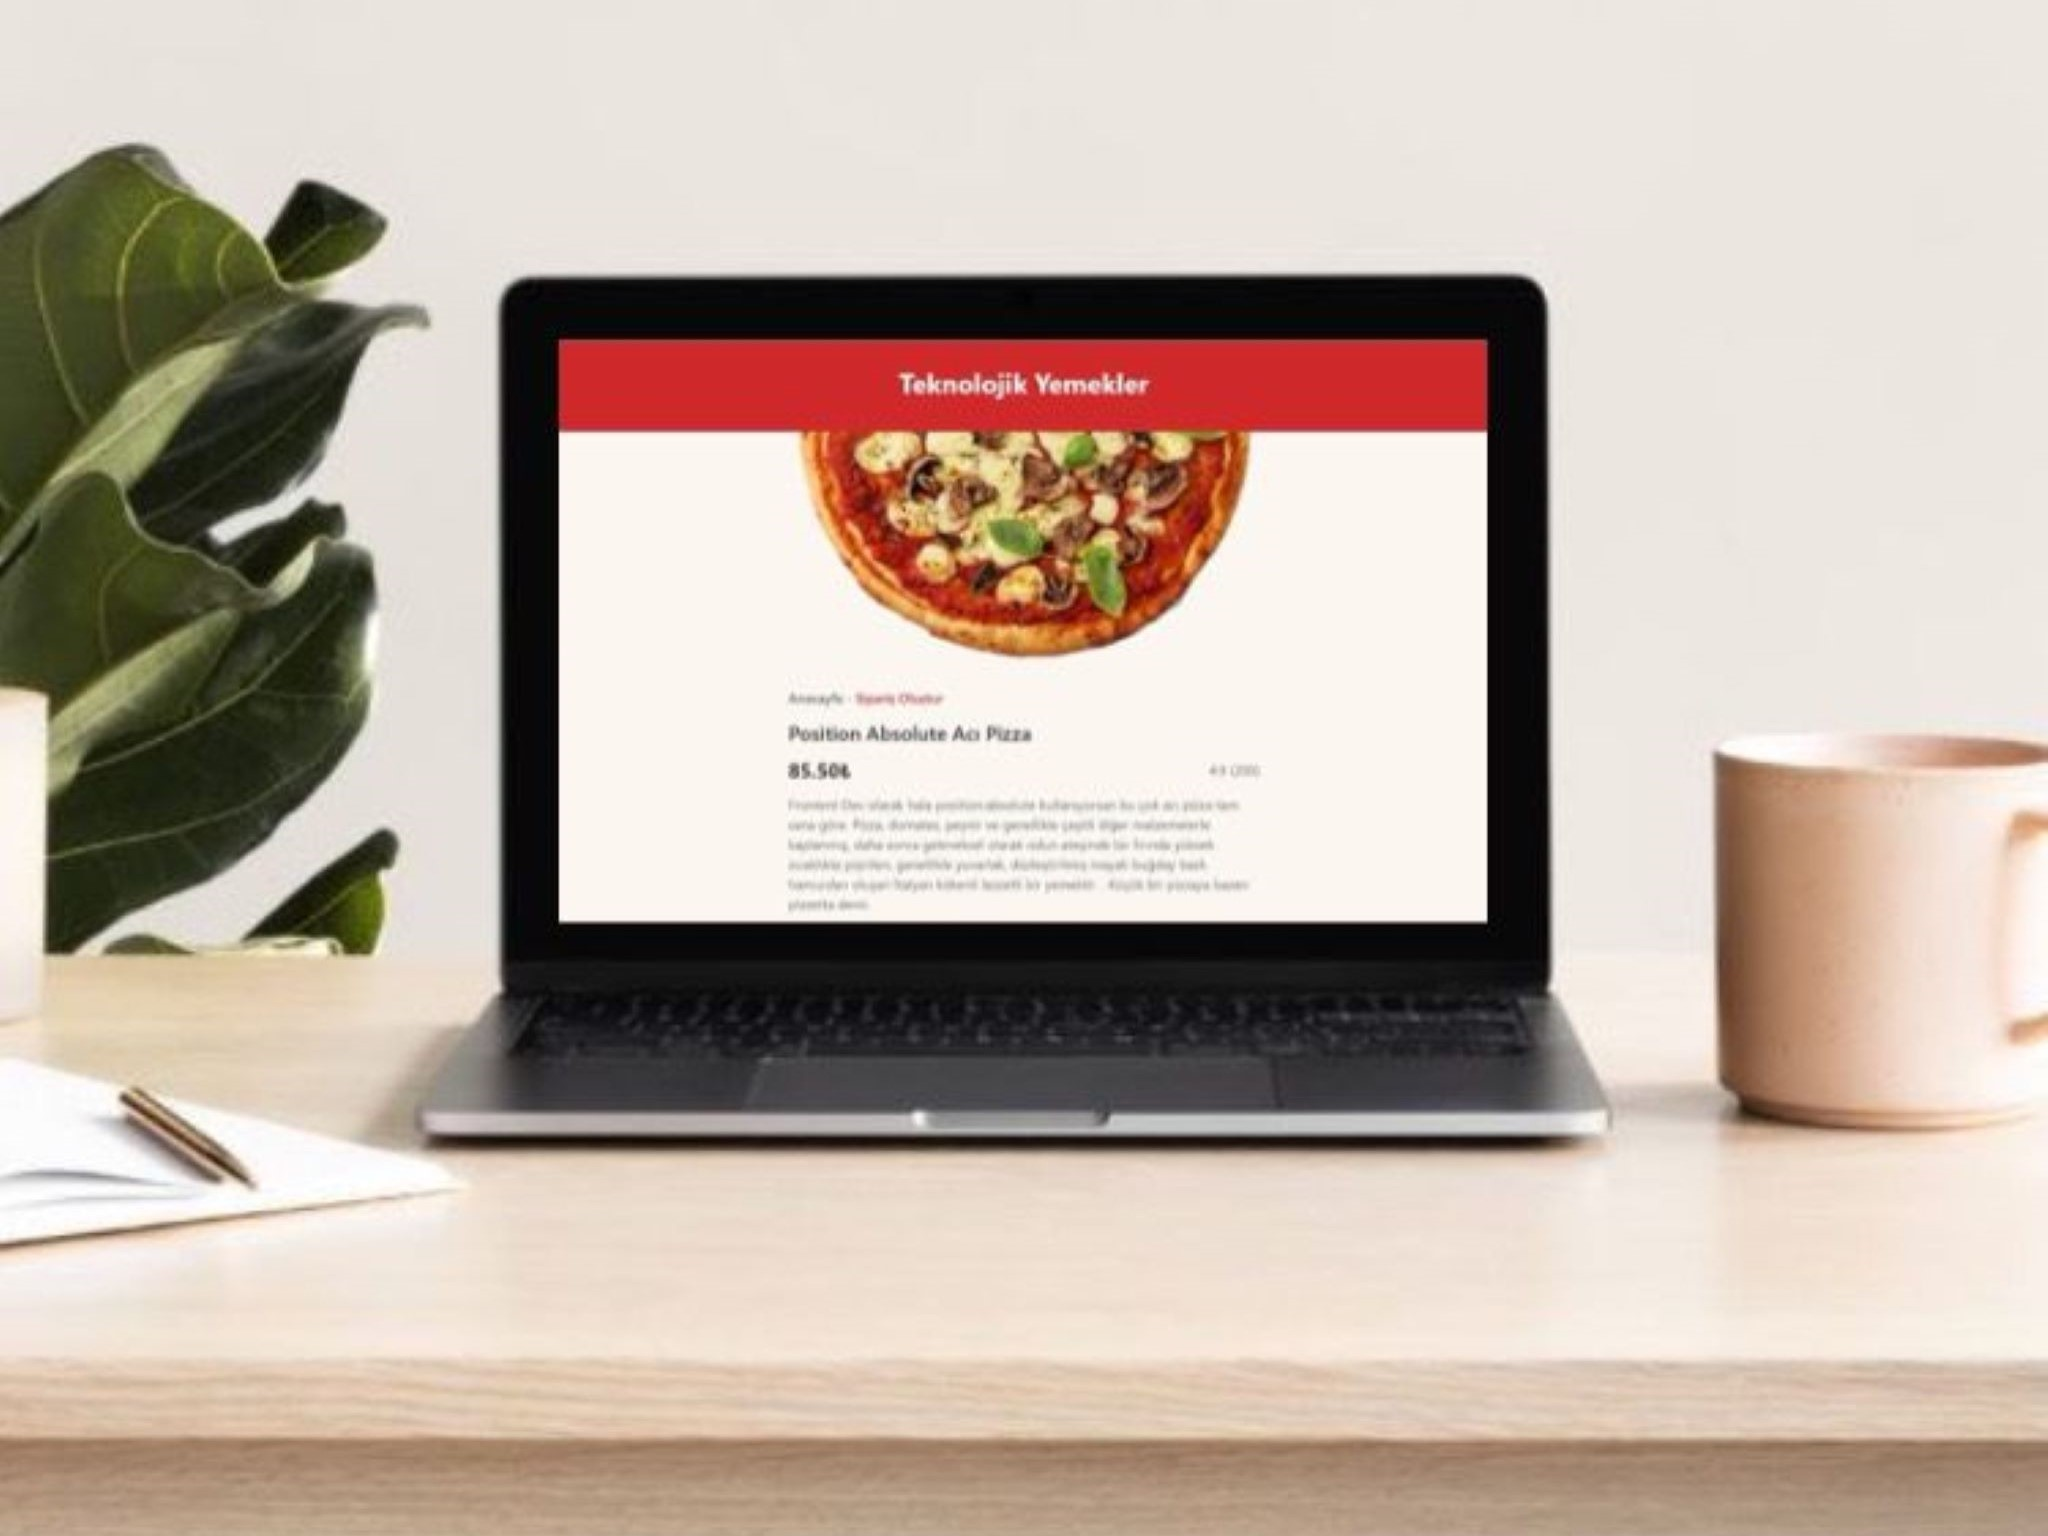 Teknolojik Yemekler
Anasayfa - Sipariş Oluştur
Position Absolute Acı Pizza
85.50₺
4.9 (200)
Frontent Dev olarak hala position:absolute kullanıyorsan bu çok acı pizza tam
sana göre. Pizza, domates, peynir ve genellikle çeşitli diğer malzemelerle
kaplanmış, daha sonra geleneksel olarak odun ateşinde bir fırında yüksek
sıcaklıkta pişirilen, genellikle yuvarlak, düzleştirilmiş mayalı buğday bazlı
hamurdan oluşan İtalyan kökenli lezzetli bir yemektir. . Küçük bir pizzaya bazen
pizzetta denir.